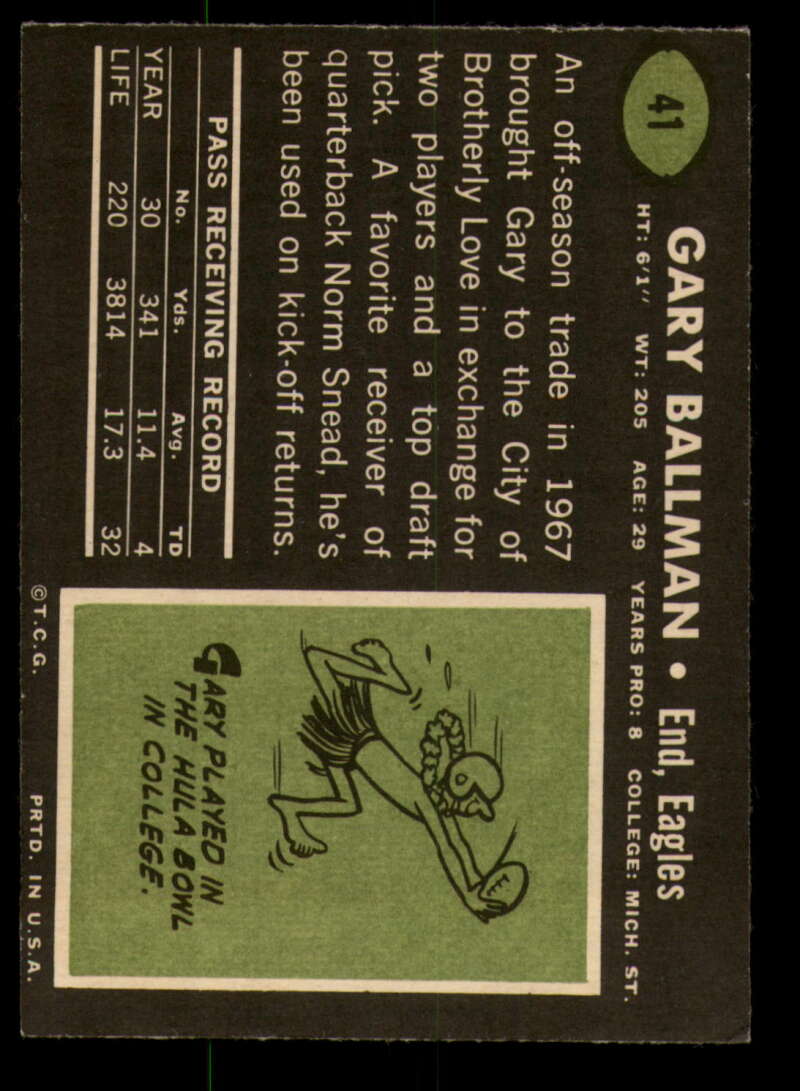 41
GARY BALLMAN • End, Eagles
HT: 6'1" WT: 205 AGE: 29 YEARS PRO: 8 COLLEGE: MICH. ST.
An off-season trade in 1967
brought Gary to the City of
Brotherly Love in exchange for
two players and a top draft
pick. A favorite receiver of
quarterback Norm Snead, he's
been used on kick-off returns.
PASS RECEIVING RECORD
No. Yds. Avg. TD
YEAR 30 341 11.4 4
LIFE 220 3814 17.3 32
GARY PLAYED IN
THE HULA BOWL
IN COLLEGE.
©T.C.G. PRTD. IN U.S.A.